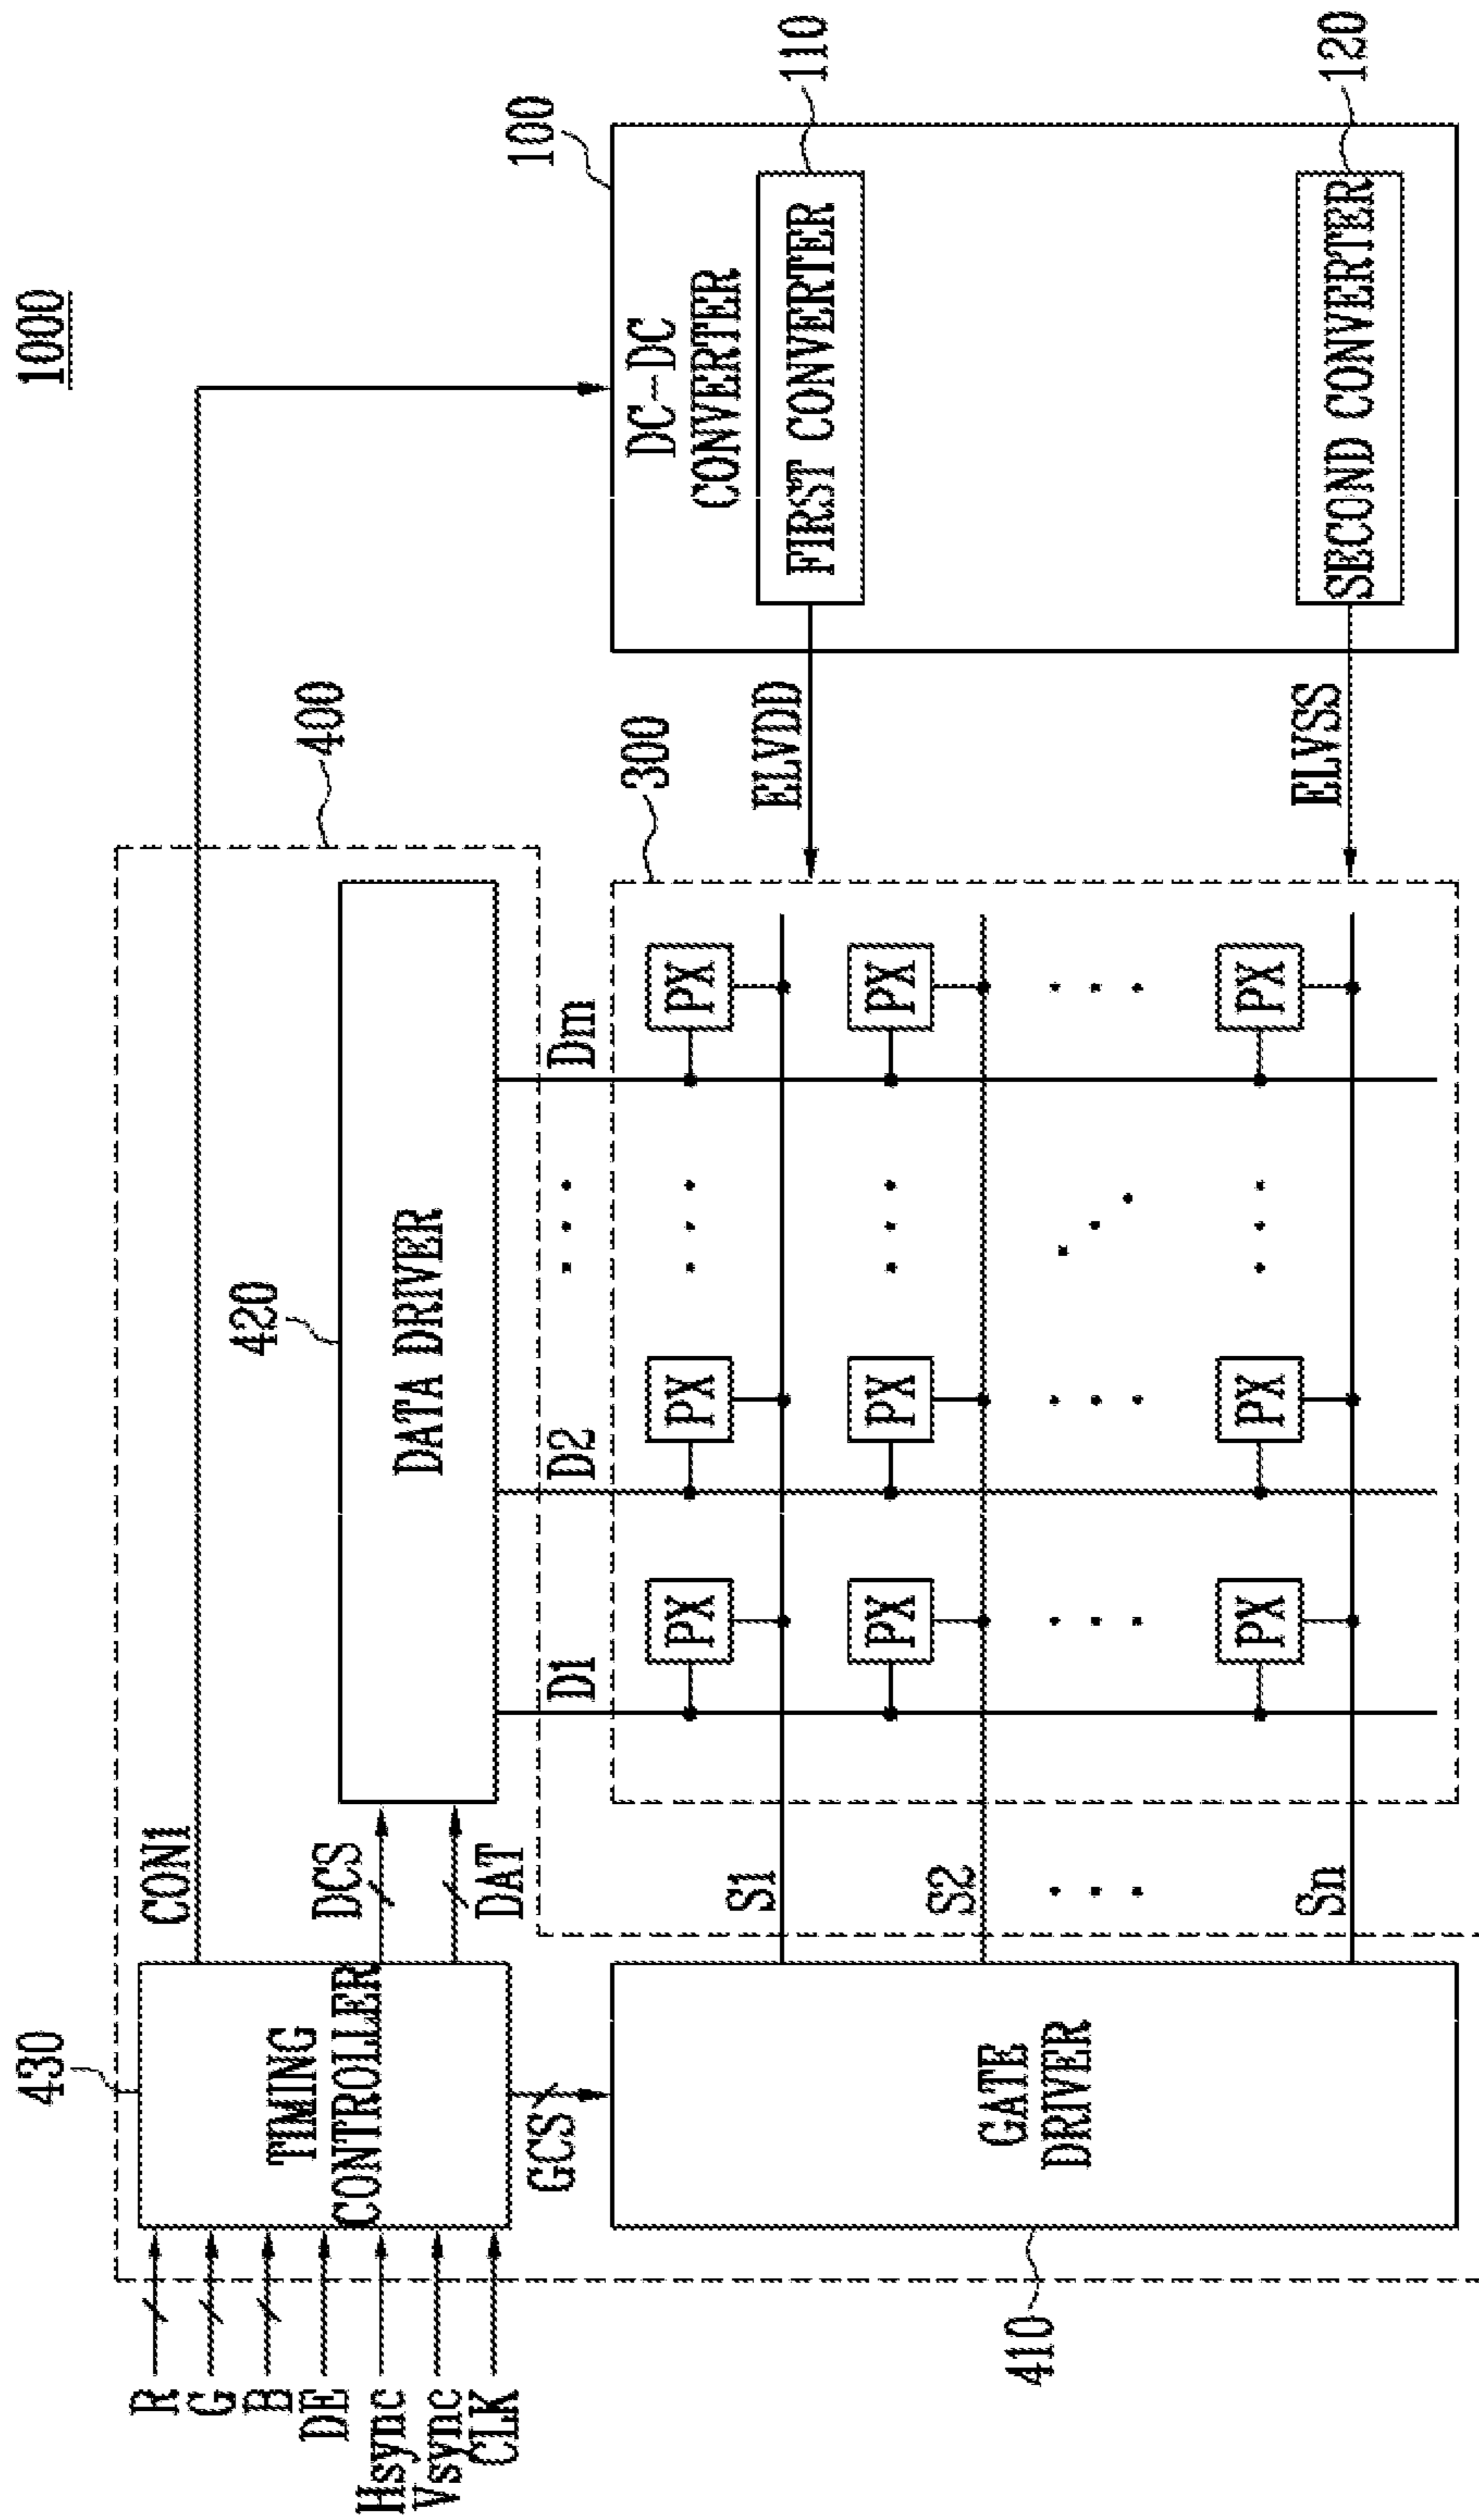 1000
430
R
G
B
DE
Hsync
Vsync
CLK
TIMING
CONTROLLER
CON1
DCS
DAT
GCS
420
DATA DRIVER
400
D1
D2
Dm
300
410
GATE
DRIVER
S1
S2
Sn
PX
PX
PX
PX
PX
PX
PX
PX
PX
ELVDD
ELVSS
100
DC-DC
CONVERTER
FIRST CONVERTER
110
SECOND CONVERTER
120